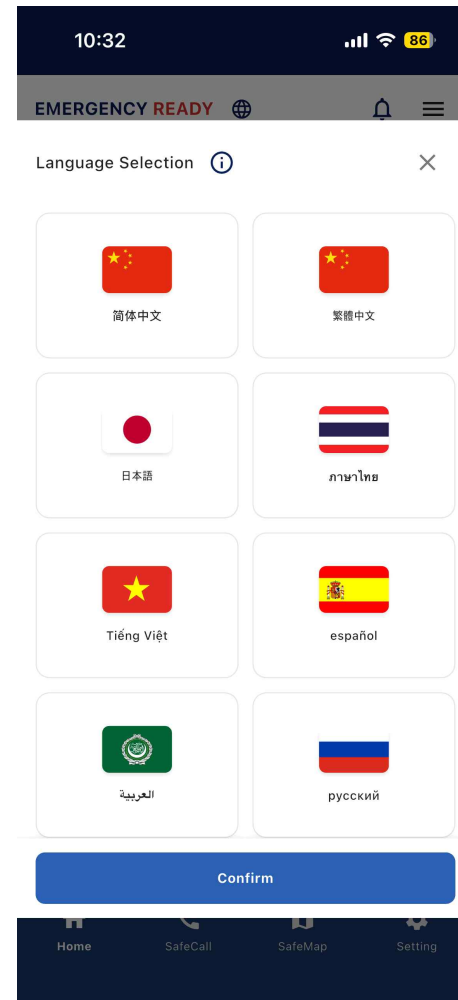 10:32
86
EMERGENCY READY
Language Selection
简体中文
繁體中文
日本語
ภาษาไทย
Tiếng Việt
español
العربية
русский
Confirm
Home
SafeCall
SafeMap
Setting